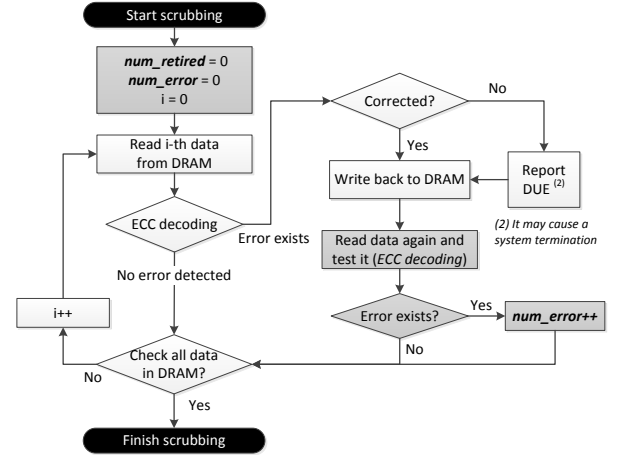 Start scrubbing
num_retired = 0
num_error = 0
i = 0
Read i-th data
from DRAM
ECC decoding
Error exists
No error detected
i++
Check all data
in DRAM?
No
Yes
Finish scrubbing
Corrected?
No
Yes
Report
DUE (2)
Write back to DRAM
(2) It may cause a
system termination
Read data again and
test it (ECC decoding)
Error exists?
Yes
num_error++
No